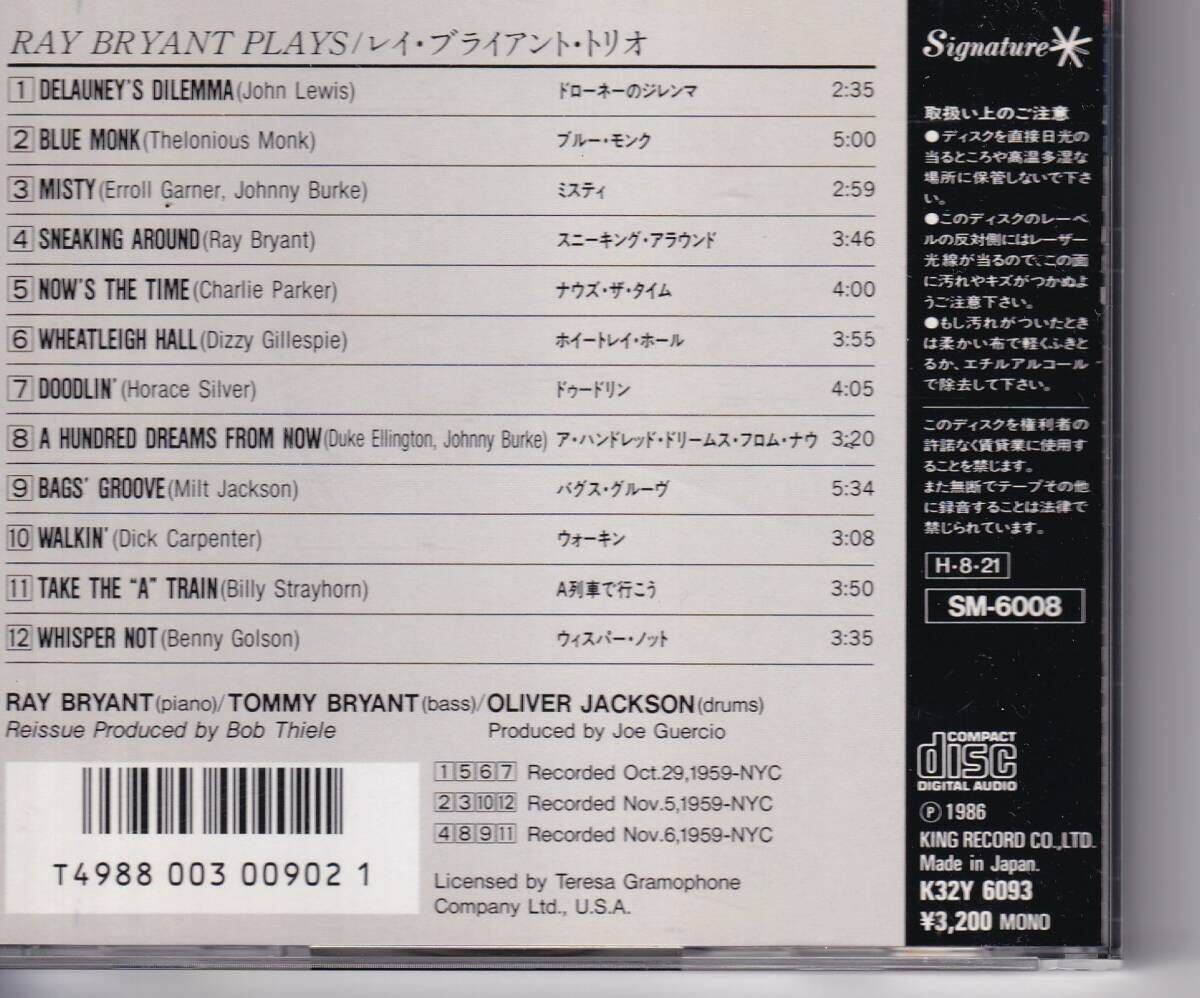 RAY BRYANT PLAYS/レイ・ブライアント・トリオ
1 DELAUNEY'S DILEMMA(John Lewis) ドローネーのジレンマ 2:35
2 BLUE MONK(Thelonious Monk) ブルー・モンク 5:00
3 MISTY(Erroll Garner, Johnny Burke) ミスティ 2:59
4 SNEAKING AROUND(Ray Bryant) スニーキング・アラウンド 3:46
5 NOW'S THE TIME(Charlie Parker) ナウズ・ザ・タイム 4:00
6 WHEATLEIGH HALL(Dizzy Gillespie) ホイートレイ・ホール 3:55
7 DOODLIN'(Horace Silver) ドゥードリン 4:05
8 A HUNDRED DREAMS FROM NOW(Duke Ellington, Johnny Burke) ア・ハンドレッド・ドリームス・フロム・ナウ 3:20
9 BAGS' GROOVE(Milt Jackson) バグス・グルーヴ 5:34
10 WALKIN'(Dick Carpenter) ウォーキン 3:08
11 TAKE THE "A" TRAIN(Billy Strayhorn) A列車で行こう 3:50
12 WHISPER NOT(Benny Golson) ウィスパー・ノット 3:35
RAY BRYANT(piano)/TOMMY BRYANT(bass)/OLIVER JACKSON(drums)
Reissue Produced by Bob Thiele Produced by Joe Guercio
1 5 6 7 Recorded Oct.29,1959-NYC
2 3 10 12 Recorded Nov.5,1959-NYC
4 8 9 11 Recorded Nov.6,1959-NYC
Licensed by Teresa Gramophone
Company Ltd., U.S.A.
T4988 003 00902 1
Signature
取扱い上のご注意
●ディスクを直接日光の
当るところや高温多湿な
場所に保管しないで下さ
い。
●このディスクのレーベ
ルの反対側にはレーザー
光線が当るので、この面
に汚れやキズがつかぬよ
うご注意下さい。
●もし汚れがついたとき
は柔かい布で軽くふきと
るか、エチルアルコール
で除去して下さい。
このディスクを権利者の
許諾なく賃貸業に使用す
ることを禁じます。
また無断でテープその他
に録音することは法律で
禁じられています。
H・8・21
SM-6008
COMPACT
disc
DIGITAL AUDIO
Ⓟ 1986
KING RECORD CO.,LTD.
Made in Japan.
K32Y 6093
¥3,200 MONO